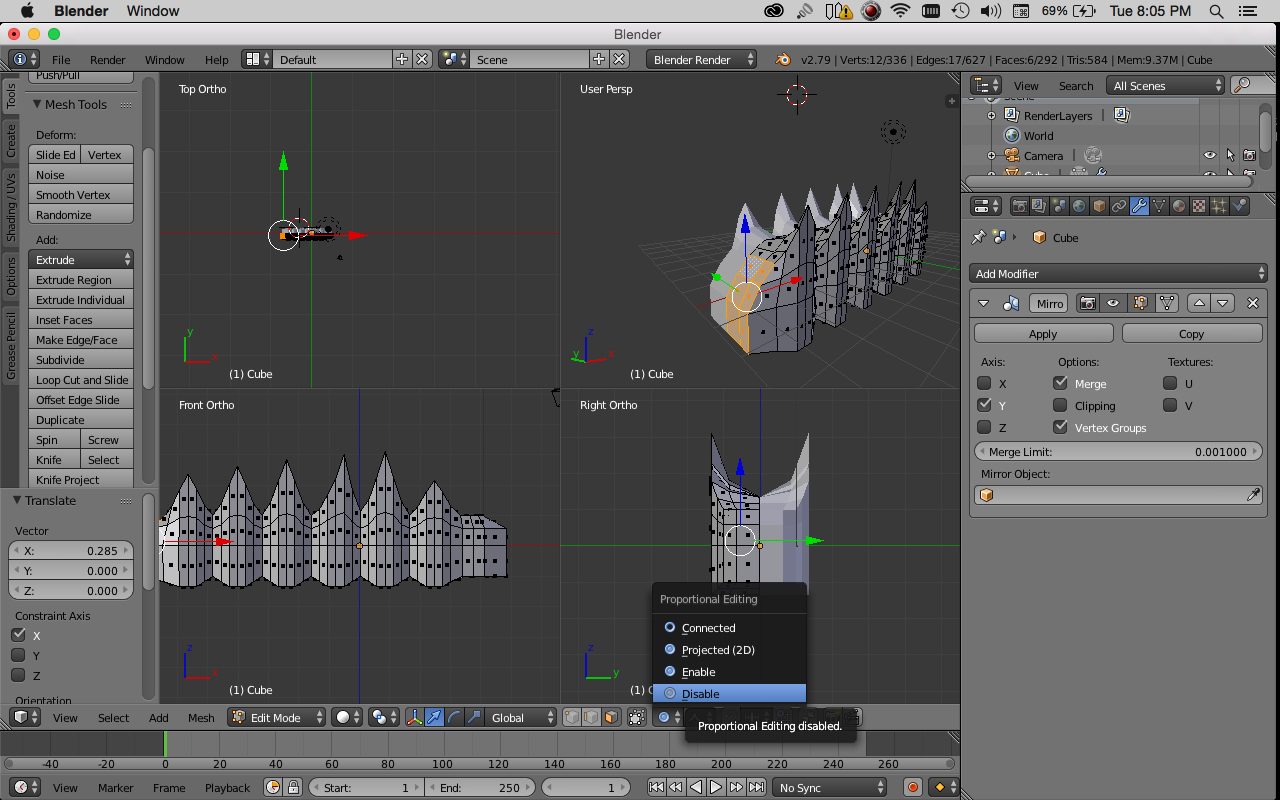 Blender Window 69% Tue 8:05 PM
Blender
File Render Window Help Default Scene Blender Render v2.79 | Verts:12/336 | Edges:17/627 | Faces:6/292 | Tris:584 | Mem:9.37M | Cube
Tools
Create
Shading / UVs
Options
Grease Pencil
Push/Pull
Mesh Tools
Deform:
Slide Ed Vertex
Noise
Smooth Vertex
Randomize
Add:
Extrude
Extrude Region
Extrude Individual
Inset Faces
Make Edge/Face
Subdivide
Loop Cut and Slide
Offset Edge Slide
Duplicate
Spin Screw
Knife Select
Knife Project
Translate
Vector
X: 0.285
Y: 0.000
Z: 0.000
Constraint Axis
X
Y
Z
Orientation
Top Ortho
y
x
(1) Cube
User Persp
z
y
x
(1) Cube
Front Ortho
z
x
(1) Cube
Right Ortho
z
y
(1) C
Proportional Editing
Connected
Projected (2D)
Enable
Disable
Proportional Editing disabled.
View Select Add Mesh Edit Mode Global
-40 -20 0 20 40 60 80 100 120 140 160 180 200 220 240 260
View Marker Frame Playback Start: 1 End: 250 1 No Sync
View Search All Scenes
Scene
RenderLayers |
World
Camera |
Cube
Cube
Add Modifier
Mirro
Apply Copy
Axis: Options: Textures:
X Merge U
Y Clipping V
Z Vertex Groups
Merge Limit: 0.001000
Mirror Object: